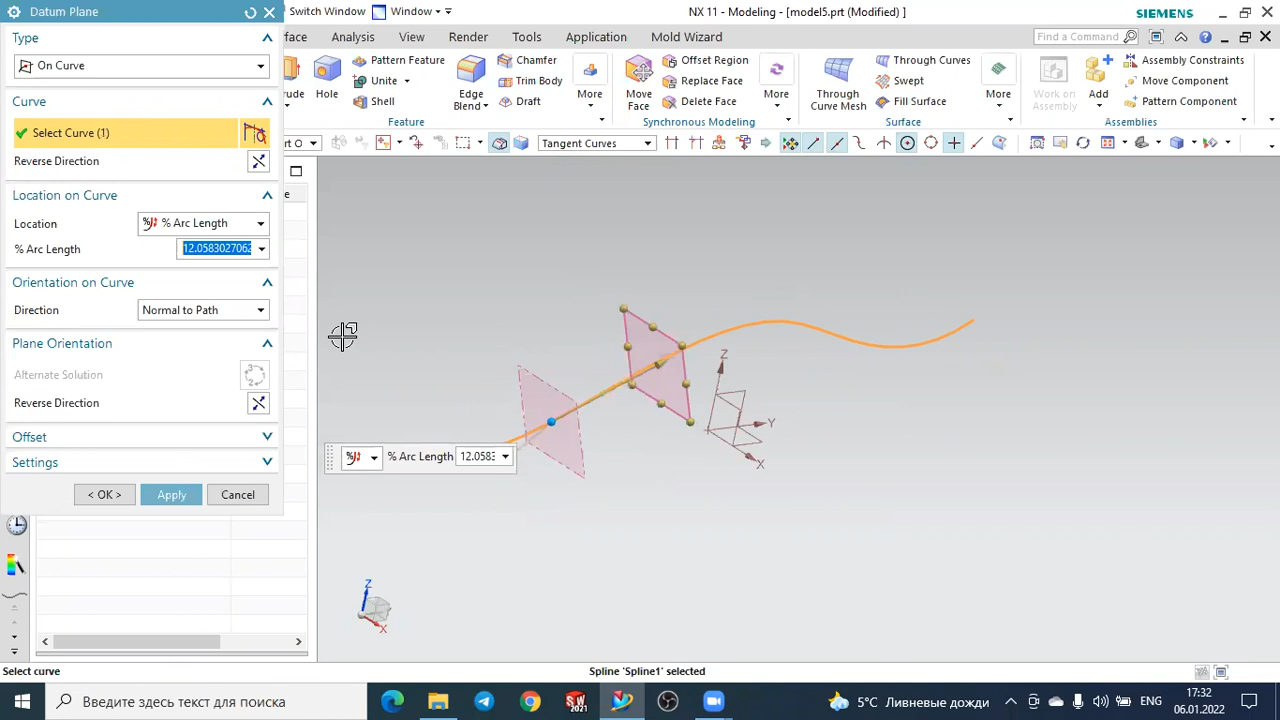 Datum Plane
Switch Window
Window
NX 11 - Modeling - [model5.prt (Modified) ]
SIEMENS
Type
On Curve
Analysis View Render Tools Application Mold Wizard
Find a Command
Pattern Feature
Unite
Shell
Hole
Edge
Blend
Chamfer
Trim Body
Draft
More
Feature
Move
Face
Offset Region
Replace Face
Delete Face
More
Synchronous Modeling
Through
Curve Mesh
Through Curves
Swept
Fill Surface
More
Surface
Work on
Assembly
Add
Assembly Constraints
Move Component
Pattern Component
Assemblies
Tangent Curves
Curve
Select Curve (1)
Reverse Direction
Location on Curve
Location % Arc Length
% Arc Length 12.0583027062
Orientation on Curve
Direction Normal to Path
Plane Orientation
Alternate Solution
Reverse Direction
Offset
Settings
< OK > Apply Cancel
Z
Y
X
% Arc Length 12.058
Z
X
Select curve
Spline 'Spline1' selected
Введите здесь текст для поиска
SW
2021
5°C Ливневые дожди
ENG
17:32
06.01.2022